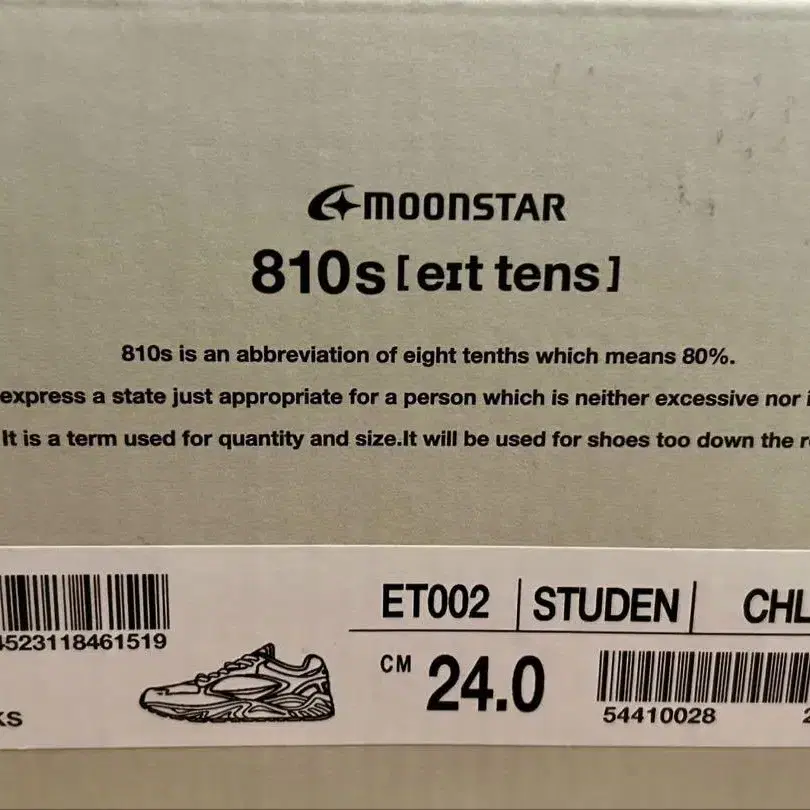 MOONSTAR
810s [eɪt tens]
810s is an abbreviation of eight tenths which means 80%.
express a state just appropriate for a person which is neither excessive nor
It is a term used for quantity and size.It will be used for shoes too down the
ET002 STUDEN CHL
4523118461519
CM 24.0
54410028 2
KS